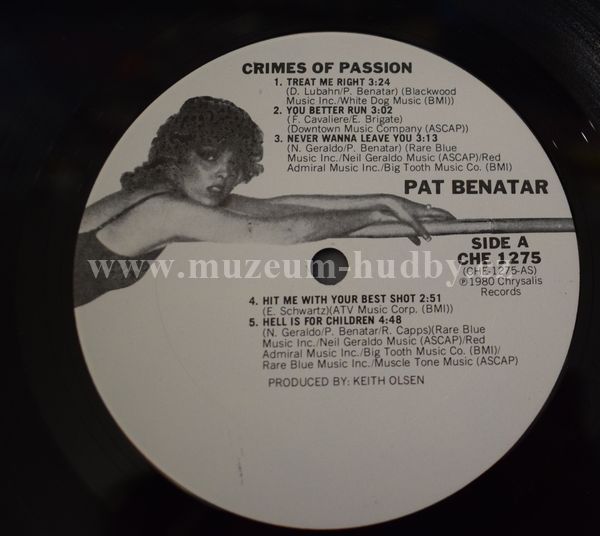 CRIMES OF PASSION
1. TREAT ME RIGHT 3:24
(D. Lubahn/P. Benatar) (Blackwood
Music Inc./White Dog Music (BMI))
2. YOU BETTER RUN 3:02
(F. Cavaliere/E. Brigate)
(Downtown Music Company (ASCAP))
3. NEVER WANNA LEAVE YOU 3:13
(N. Geraldo/P. Benatar) (Rare Blue
Music Inc./Neil Geraldo Music (ASCAP)/Red
Admiral Music Inc./Big Tooth Music Co. (BMI)
PAT BENATAR
SIDE A
CHE 1275
(CHE-1275-AS)
℗1980 Chrysalis
Records
www.muzeum-hudby.
4. HIT ME WITH YOUR BEST SHOT 2:51
(E. Schwartz)(ATV Music Corp. (BMI))
5. HELL IS FOR CHILDREN 4:48
(N. Geraldo/P. Benatar/R. Capps)(Rare Blue
Music Inc./Neil Geraldo Music (ASCAP)/Red
Admiral Music Inc./Big Tooth Music Co. (BMI)/
Rare Blue Music Inc./Muscle Tone Music (ASCAP)
PRODUCED BY: KEITH OLSEN